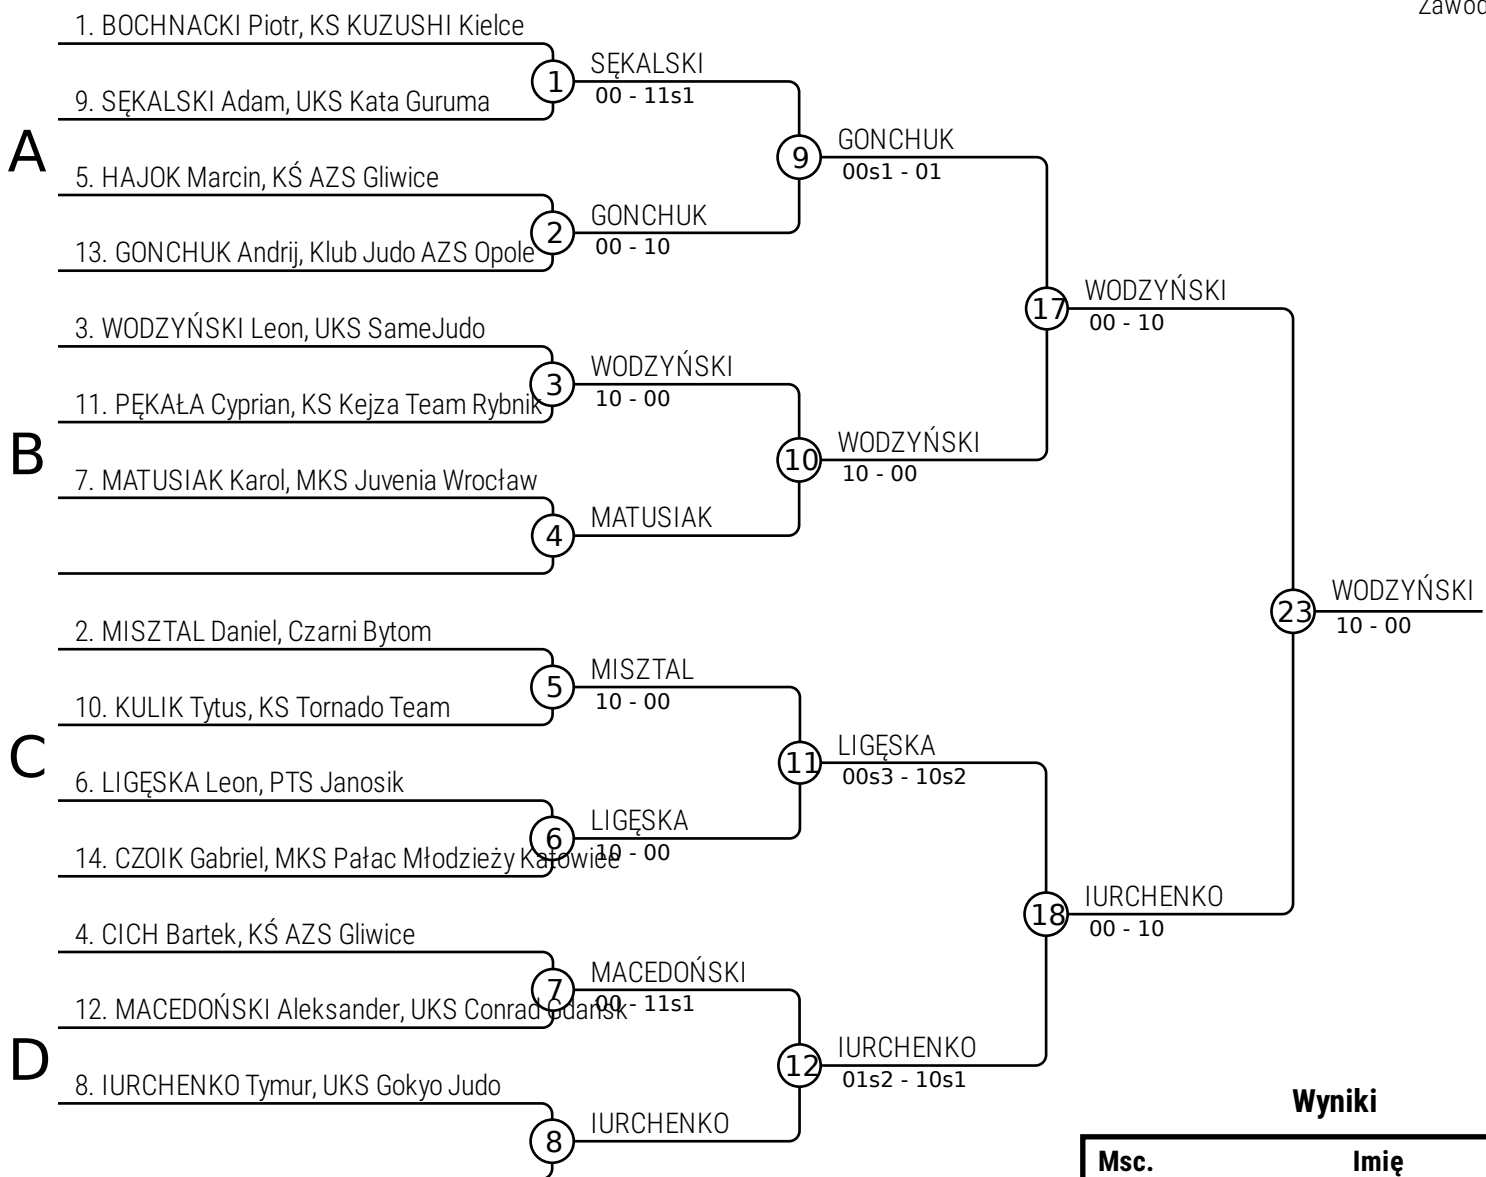 Zawod
1. BOCHNACKI Piotr, KS KUZUSHI Kielce
1
SĘKALSKI
00 - 11s1
9. SĘKALSKI Adam, UKS Kata Guruma
A
9
GONCHUK
00s1 - 01
5. HAJOK Marcin, KŚ AZS Gliwice
2
GONCHUK
00 - 10
13. GONCHUK Andrij, Klub Judo AZS Opole
17
WODZYŃSKI
00 - 10
3. WODZYŃSKI Leon, UKS SameJudo
3
WODZYŃSKI
10 - 00
11. PĘKAŁA Cyprian, KS Kejza Team Rybnik
B
10
WODZYŃSKI
10 - 00
7. MATUSIAK Karol, MKS Juvenia Wrocław
4
MATUSIAK
23
WODZYŃSKI
10 - 00
2. MISZTAL Daniel, Czarni Bytom
5
MISZTAL
10 - 00
10. KULIK Tytus, KS Tornado Team
C
11
LIGĘSKA
00s3 - 10s2
6. LIGĘSKA Leon, PTS Janosik
6
LIGĘSKA
10 - 00
14. CZOIK Gabriel, MKS Pałac Młodzieży Katowice
18
IURCHENKO
00 - 10
4. CICH Bartek, KŚ AZS Gliwice
7
MACEDOŃSKI
00 - 11s1
12. MACEDOŃSKI Aleksander, UKS Conrad Gdańsk
D
12
IURCHENKO
01s2 - 10s1
8. IURCHENKO Tymur, UKS Gokyo Judo
8
IURCHENKO
Wyniki
Msc. Imię